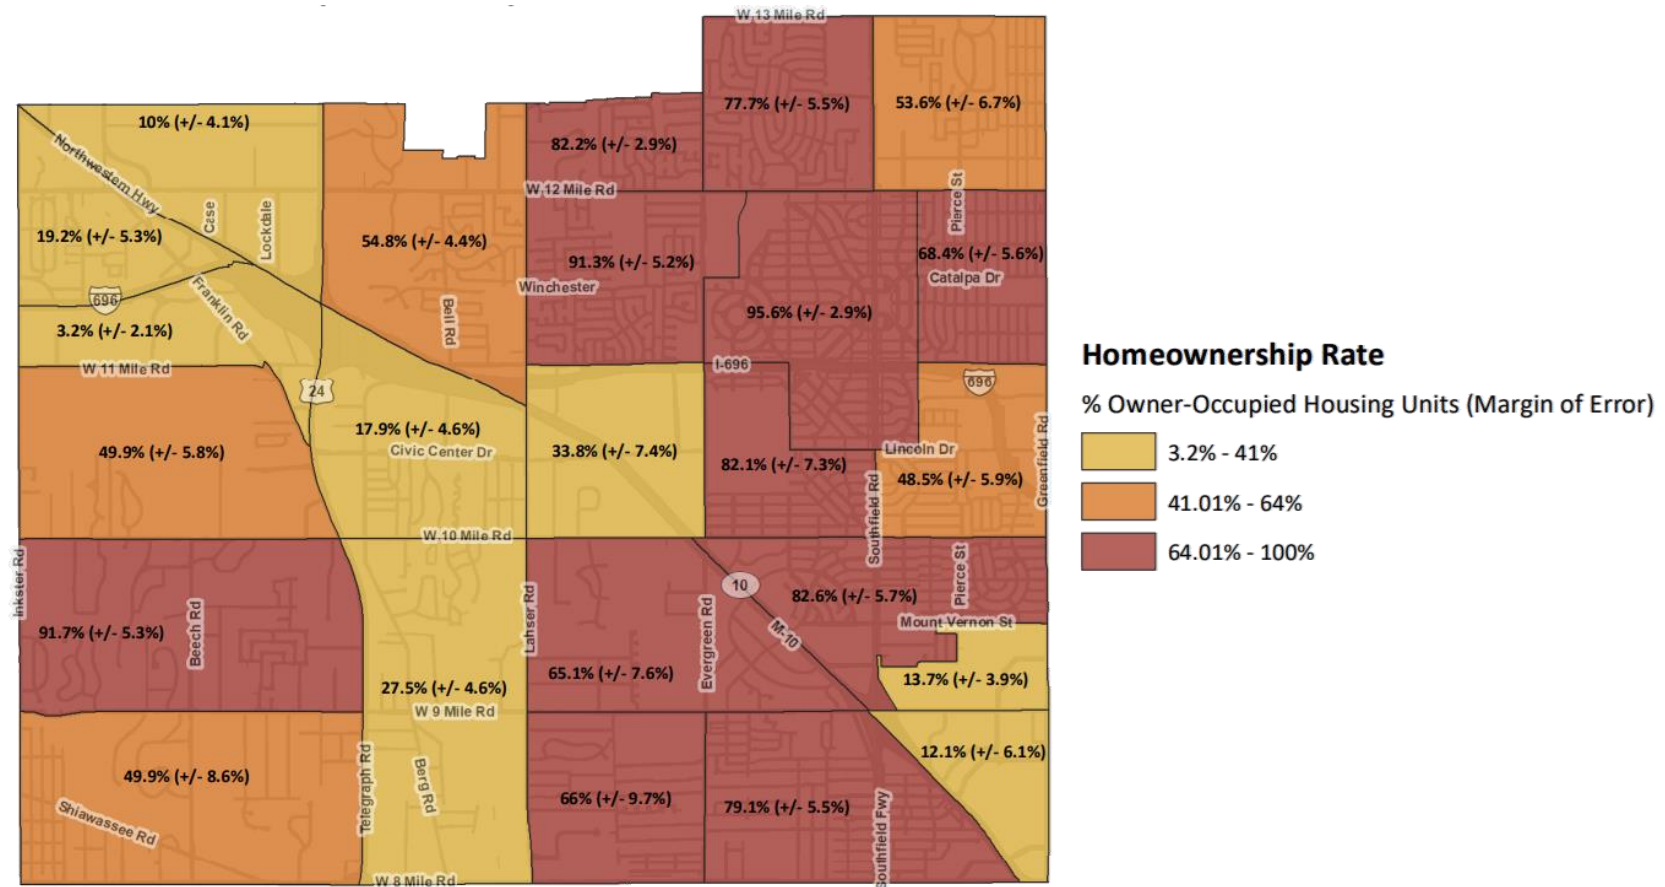 W 13 Mile Rd
77.7% (+/- 5.5%)
53.6% (+/- 6.7%)
10% (+/- 4.1%)
82.2% (+/- 2.9%)
Northwestern Hwy
W 12 Mile Rd
Pierce St
Case
Lockdale
19.2% (+/- 5.3%)
54.8% (+/- 4.4%)
91.3% (+/- 5.2%)
68.4% (+/- 5.6%)
Catalpa Dr
Winchester
696
Franklin Rd
Bell Rd
95.6% (+/- 2.9%)
3.2% (+/- 2.1%)
W 11 Mile Rd
I-696
696
24
17.9% (+/- 4.6%)
Civic Center Dr
49.9% (+/- 5.8%)
33.8% (+/- 7.4%)
82.1% (+/- 7.3%)
Lincoln Dr
48.5% (+/- 5.9%)
Greenfield Rd
Southfield Rd
W 10 Mile Rd
Inkster Rd
Beech Rd
91.7% (+/- 5.3%)
Lahser Rd
10
82.6% (+/- 5.7%)
Pierce St
Mount Vernon St
Evergreen Rd
M-10
65.1% (+/- 7.6%)
13.7% (+/- 3.9%)
27.5% (+/- 4.6%)
W 9 Mile Rd
12.1% (+/- 6.1%)
49.9% (+/- 8.6%)
Telegraph Rd
Berg Rd
66% (+/- 9.7%)
79.1% (+/- 5.5%)
Shiawassee Rd
Southfield Fwy
W 8 Mile Rd
Homeownership Rate
% Owner-Occupied Housing Units (Margin of Error)
3.2% - 41%
41.01% - 64%
64.01% - 100%